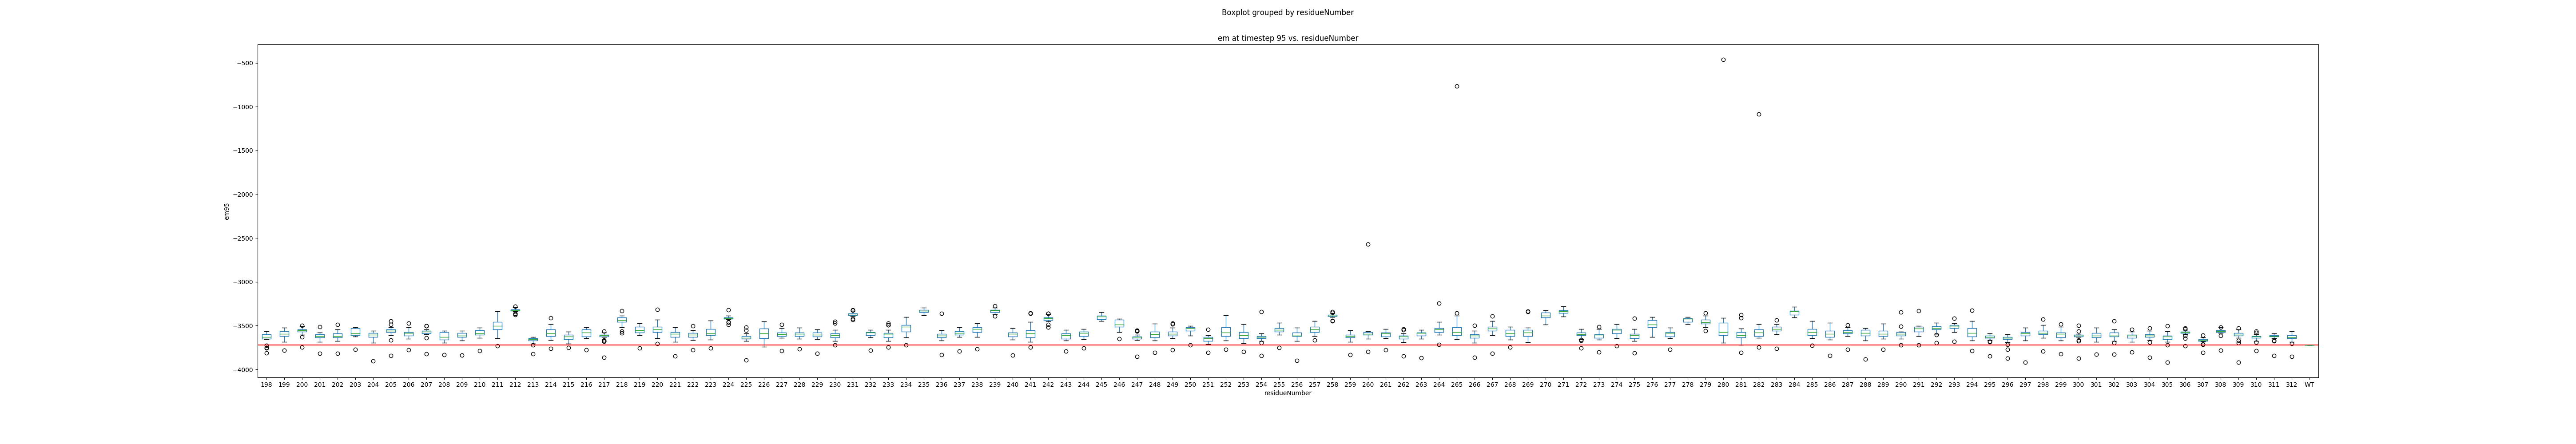 Boxplot grouped by residueNumber
em at timestep 95 vs. residueNumber
−500
−1000
−1500
−2000
−2500
−3000
−3500
−4000
em95
198 199 200 201 202 203 204 205 206 207 208 209 210 211 212 213 214 215 216 217 218 219 220 221 222 223 224 225 226 227 228 229 230 231 232 233 234 235 236 237 238 239 240 241 242 243 244 245 246 247 248 249 250 251 252 253 254 255 256 257 258 259 260 261 262 263 264 265 266 267 268 269 270 271 272 273 274 275 276 277 278 279 280 281 282 283 284 285 286 287 288 289 290 291 292 293 294 295 296 297 298 299 300 301 302 303 304 305 306 307 308 309 310 311 312 WT
residueNumber